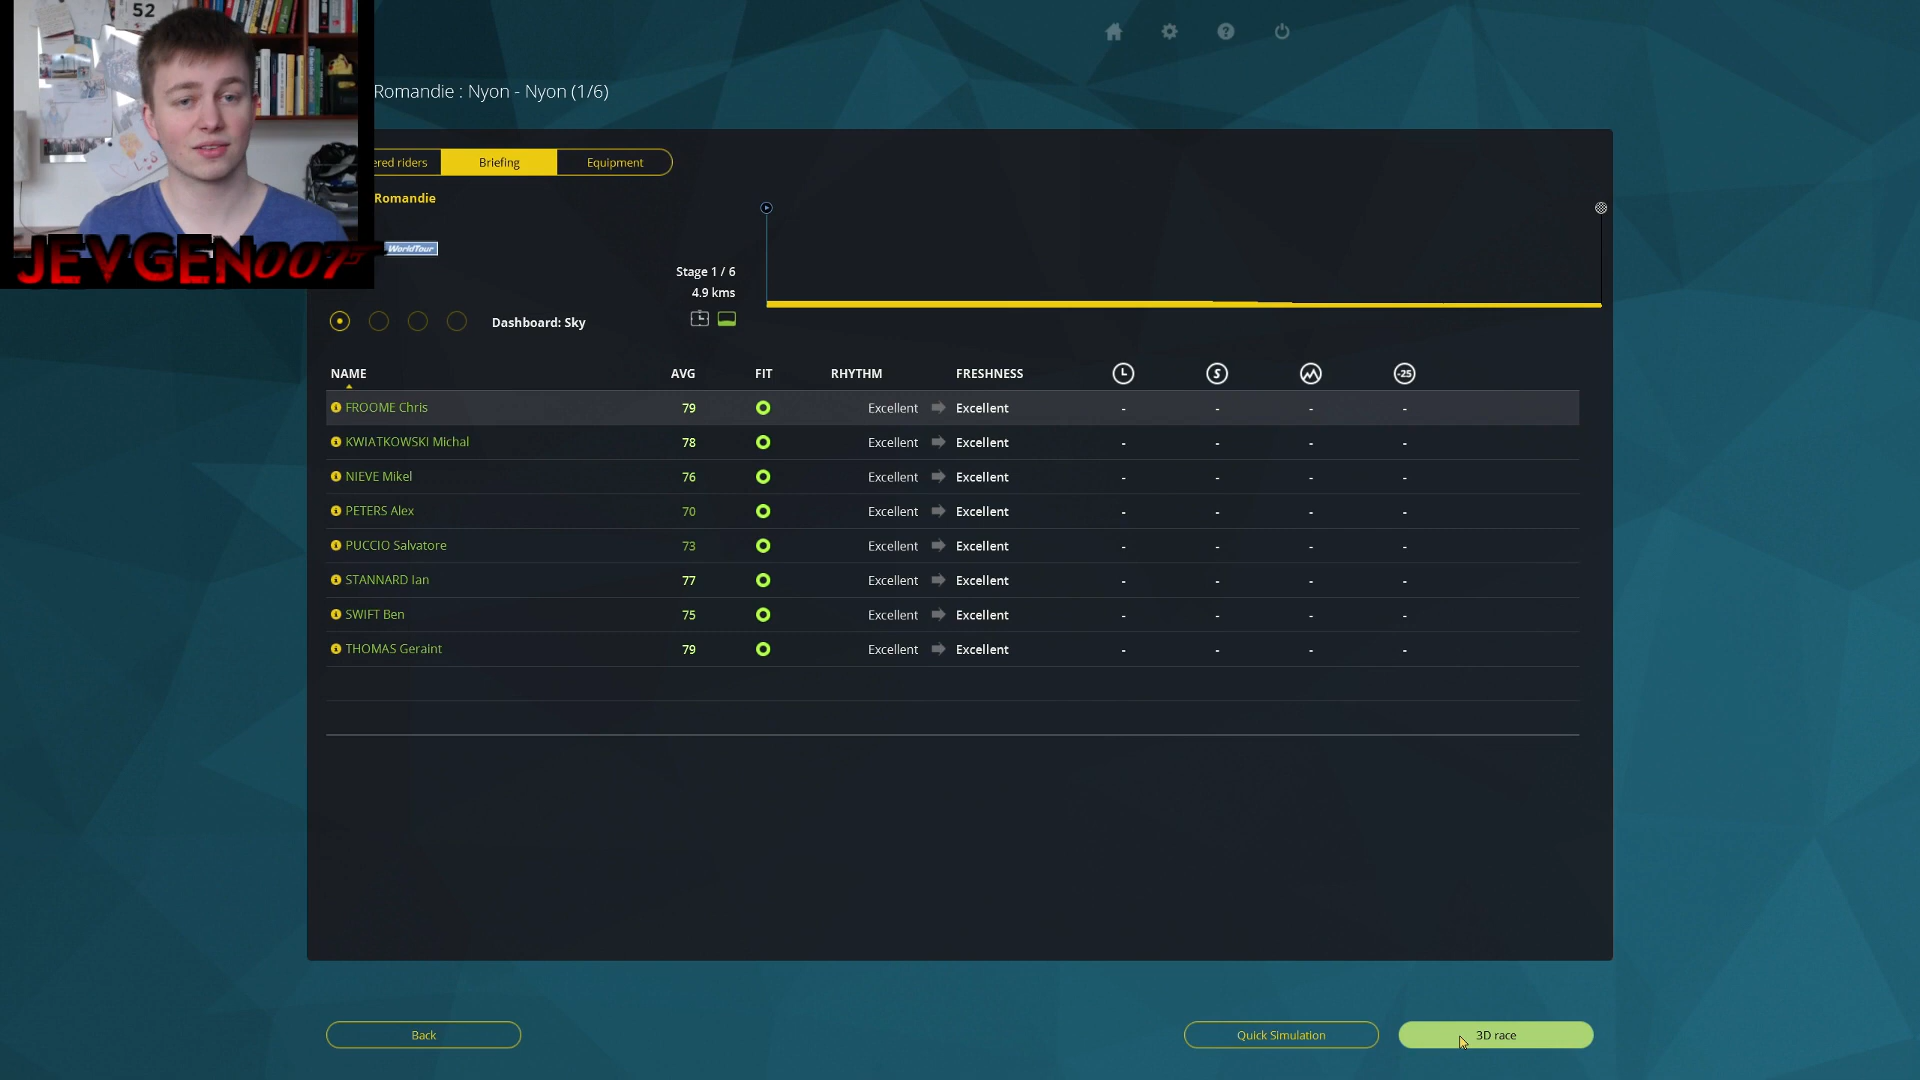 52
JEVGEN007
Romandie : Nyon - Nyon (1/6)
ered riders Briefing Equipment
Romandie
WorldTour
Stage 1 / 6
4.9 kms
Dashboard: Sky
NAME AVG FIT RHYTHM FRESHNESS L S -25
FROOME Chris 79 Excellent Excellent - - - -
KWIATKOWSKI Michal 78 Excellent Excellent - - - -
NIEVE Mikel 76 Excellent Excellent - - - -
PETERS Alex 70 Excellent Excellent - - - -
PUCCIO Salvatore 73 Excellent Excellent - - - -
STANNARD Ian 77 Excellent Excellent - - - -
SWIFT Ben 75 Excellent Excellent - - - -
THOMAS Geraint 79 Excellent Excellent - - - -
Back Quick Simulation 3D race